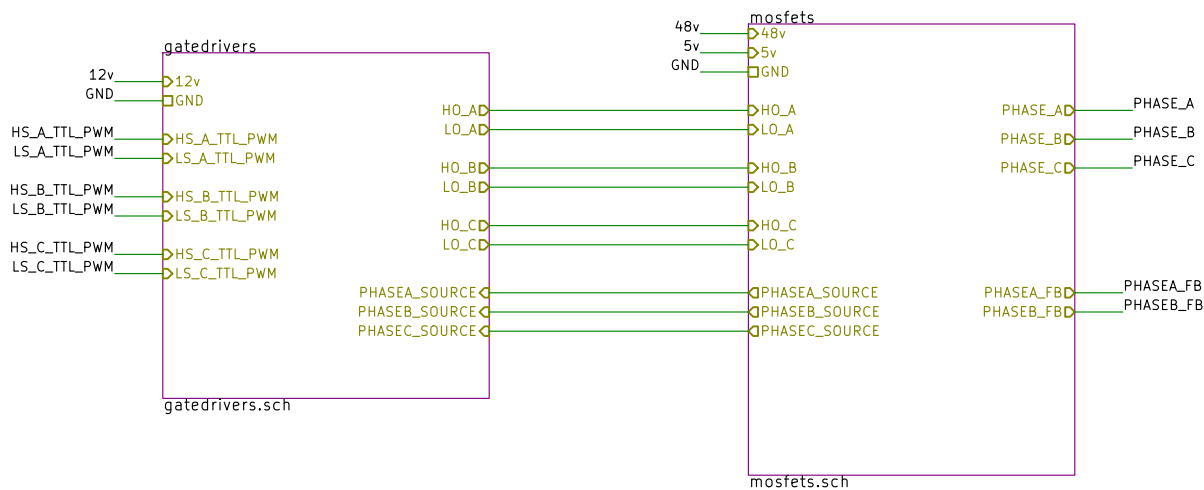 gatedrivers
12v
GND
HS_A_TTL_PWM
LS_A_TTL_PWM
HS_B_TTL_PWM
LS_B_TTL_PWM
HS_C_TTL_PWM
LS_C_TTL_PWM
12v
GND
HS_A_TTL_PWM
LS_A_TTL_PWM
HS_B_TTL_PWM
LS_B_TTL_PWM
HS_C_TTL_PWM
LS_C_TTL_PWM
HO_A
LO_A
HO_B
LO_B
HO_C
LO_C
PHASEA_SOURCE
PHASEB_SOURCE
PHASEC_SOURCE
gatedrivers.sch
mosfets
48v
5v
GND
48v
5v
GND
HO_A
LO_A
HO_B
LO_B
HO_C
LO_C
PHASEA_SOURCE
PHASEB_SOURCE
PHASEC_SOURCE
PHASE_A
PHASE_B
PHASE_C
PHASEA_FB
PHASEB_FB
PHASE_A
PHASE_B
PHASE_C
PHASEA_FB
PHASEB_FB
mosfets.sch